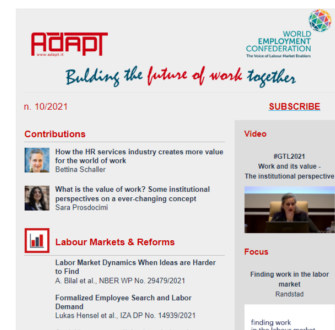 ADAPT
www.adapt.it
WORLD
EMPLOYMENT
CONFEDERATION
The Voice of Labour Market Enablers
Bulding the future of work together
n. 10/2021
SUBSCRIBE
Contributions
How the HR services industry creates more value
for the world of work
Bettina Schaller
What is the value of work? Some institutional
perspectives on a ever-changing concept
Sara Prosdocimi
Labour Markets & Reforms
Labor Market Dynamics When Ideas are Harder
to Find
A. Bilal et al., NBER WP No. 29479/2021
Formalized Employee Search and Labor
Demand
Lukas Hensel et al., IZA DP No. 14939/2021
Video
#GTL2021
Work and its value -
The institutional perspective
Focus
Finding work in the labor
market
Randstad
finding work
in the labour market